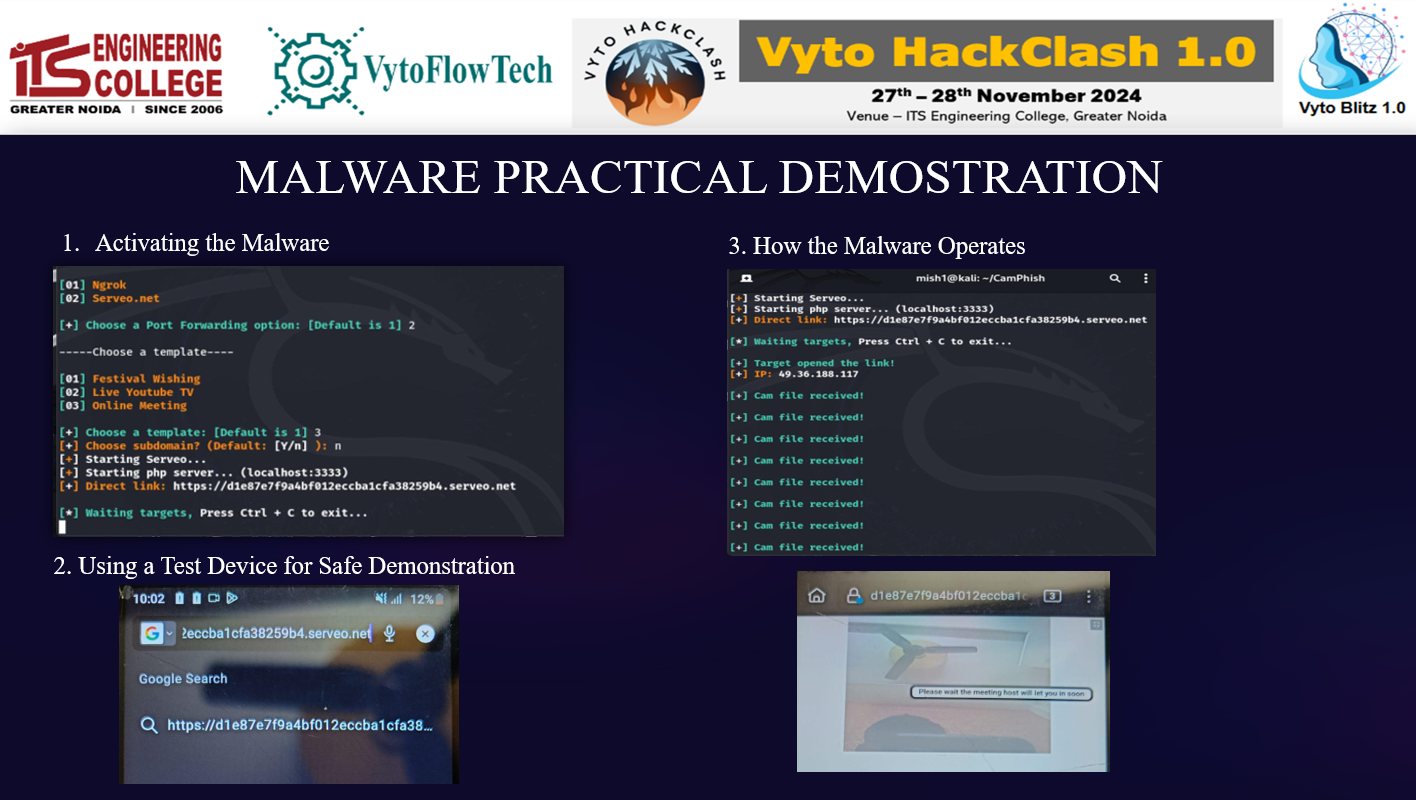 iTS ENGINEERING COLLEGE
GREATER NOIDA | SINCE 2006
VytoFlowTech
VYTO HACKCLASH
Vyto HackClash 1.0
27th – 28th November 2024
Venue – ITS Engineering College, Greater Noida
Vyto Blitz 1.0
MALWARE PRACTICAL DEMOSTRATION
1. Activating the Malware
[01] Ngrok
[02] Serveo.net
[+] Choose a Port Forwarding option: [Default is 1] 2
-----Choose a template----
[01] Festival Wishing
[02] Live Youtube TV
[03] Online Meeting
[+] Choose a template: [Default is 1] 3
[+] Choose subdomain? (Default: [Y/n] ): n
[+] Starting Serveo...
[+] Starting php server... (localhost:3333)
[+] Direct link: https://d1e87e7f9a4bf012eccba1cfa38259b4.serveo.net
[*] Waiting targets, Press Ctrl + C to exit...
2. Using a Test Device for Safe Demonstration
10:02
12%
G
2eccba1cfa38259b4.serveo.net
Google Search
https://d1e87e7f9a4bf012eccba1cfa38...
3. How the Malware Operates
mish1@kali: ~/CamPhish
[+] Starting Serveo...
[+] Starting php server... (localhost:3333)
[+] Direct link: https://d1e87e7f9a4bf012eccba1cfa38259b4.serveo.net
[*] Waiting targets, Press Ctrl + C to exit...
[+] Target opened the link!
[+] IP: 49.36.188.117
[+] Cam file received!
[+] Cam file received!
[+] Cam file received!
[+] Cam file received!
[+] Cam file received!
[+] Cam file received!
[+] Cam file received!
[+] Cam file received!
d1e87e7f9a4bf012eccba1c
3
Please wait the meeting host will let you in soon